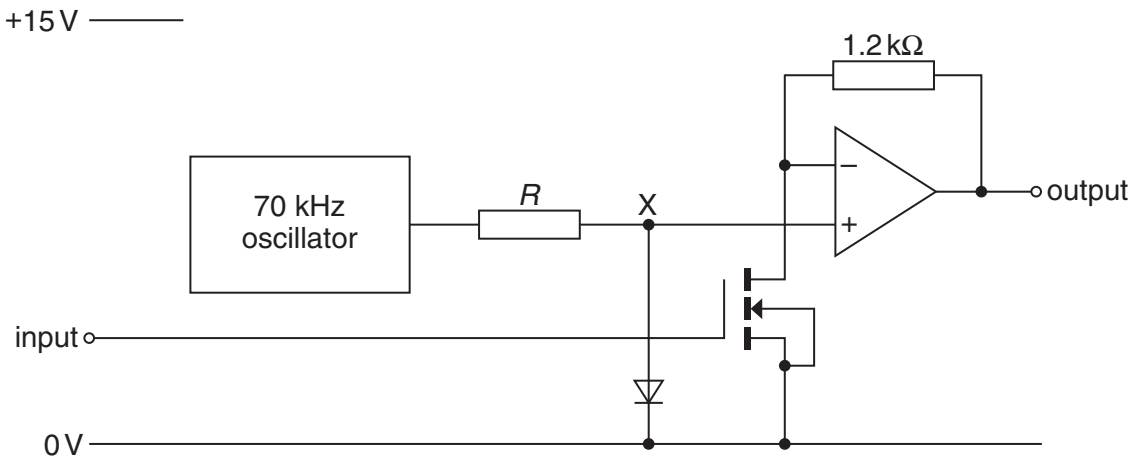 +15 V
1.2 kΩ
70 kHz
oscillator
R
X
−
+
output
input
0 V